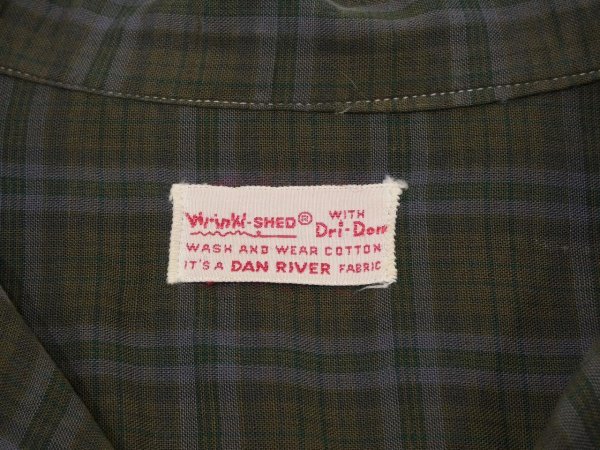 Wrinkl-SHED® WITH Dri-Don
WASH AND WEAR COTTON
IT'S A DAN RIVER FABRIC